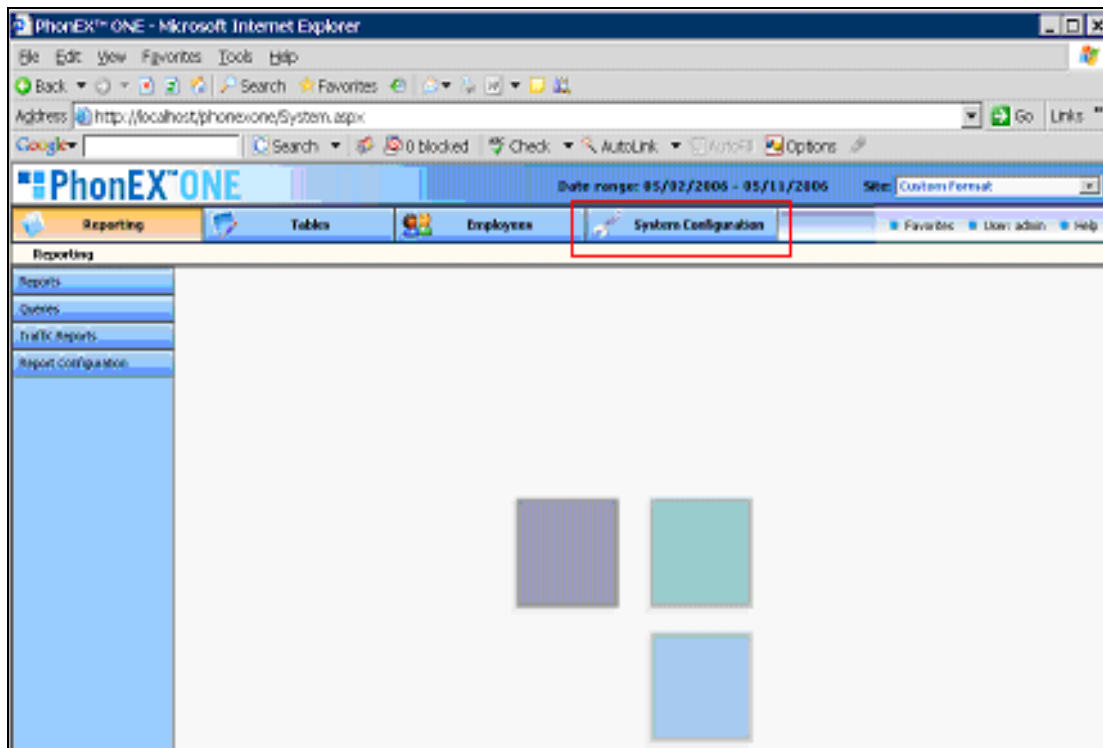 PhonEX™ ONE - Microsoft Internet Explorer
File Edit View Favorites Tools Help
Back Search Favorites
Address http://localhost/phonexone/System.aspx Go Links »
Google Search 0 blocked Check AutoLink AutoFill Options
PhonEX™ONE Date range: 05/02/2006 - 05/11/2006 Site: Custom Format
Reporting Tables Employees System Configuration Favorites User: admin Help
Reporting
Reports
Queries
Traffic Reports
Report Configuration